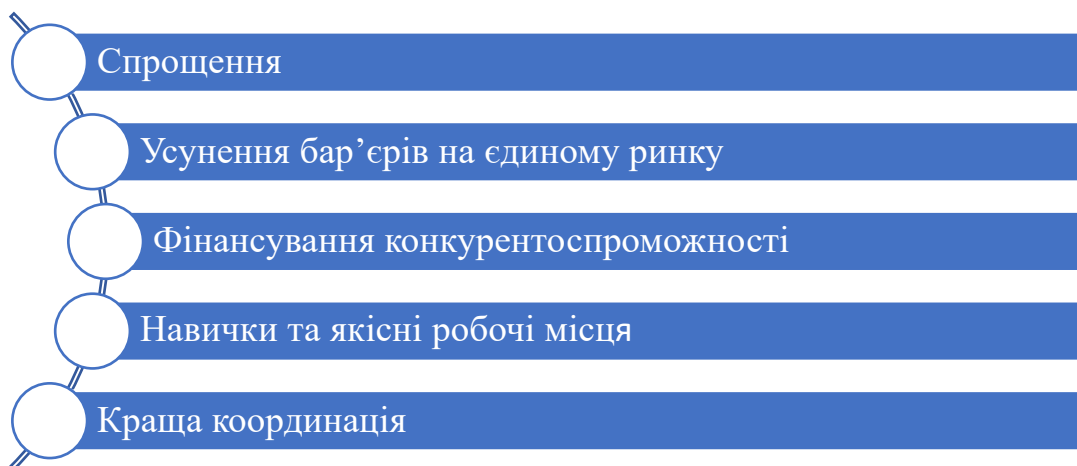 Спрощення
Усунення бар’єрів на єдиному ринку
Фінансування конкурентоспроможності
Навички та якісні робочі місця
Краща координація